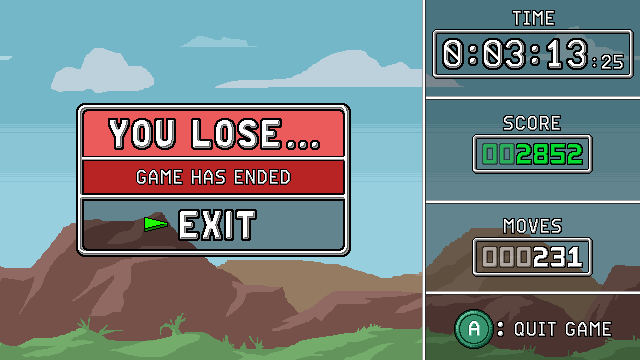 YOU LOSE...
GAME HAS ENDED
EXIT
TIME
0:03:13:25
SCORE
002852
MOVES
000231
A : QUIT GAME